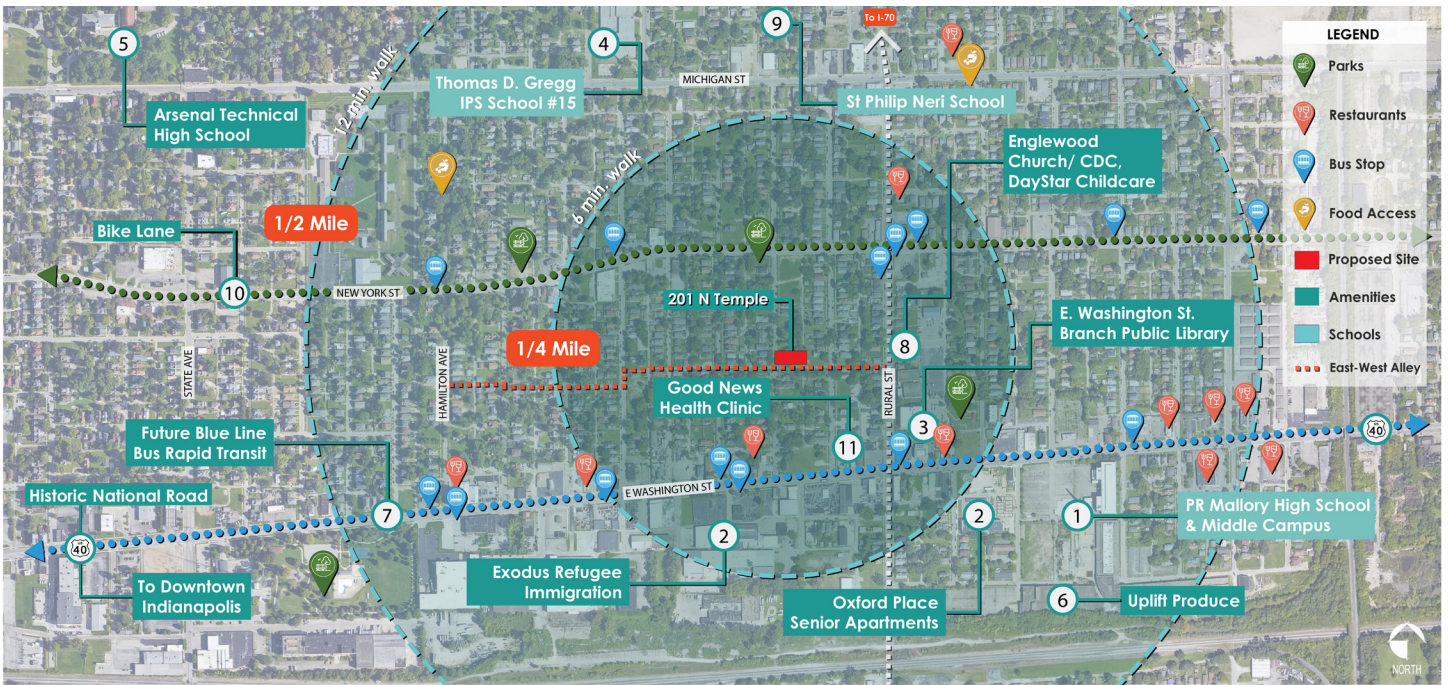 5
4
9
To I-70
12 min. walk
Thomas D. Gregg
IPS School #15
MICHIGAN ST
St Philip Neri School
Arsenal Technical
High School
6 min. walk
Englewood
Church/ CDC,
DayStar Childcare
1/2 Mile
Bike Lane
10
NEW YORK ST
201 N Temple
8
E. Washington St.
Branch Public Library
1/4 Mile
STATE AVE
HAMILTON AVE
RURAL ST
Good News
Health Clinic
11
3
Future Blue Line
Bus Rapid Transit
US
40
Historic National Road
E WASHINGTON ST
7
2
2
1
PR Mallory High School
& Middle Campus
US
40
Exodus Refugee
Immigration
To Downtown
Indianapolis
Oxford Place
Senior Apartments
6
Uplift Produce
LEGEND
Parks
Restaurants
Bus Stop
Food Access
Proposed Site
Amenities
Schools
East-West Alley
NORTH